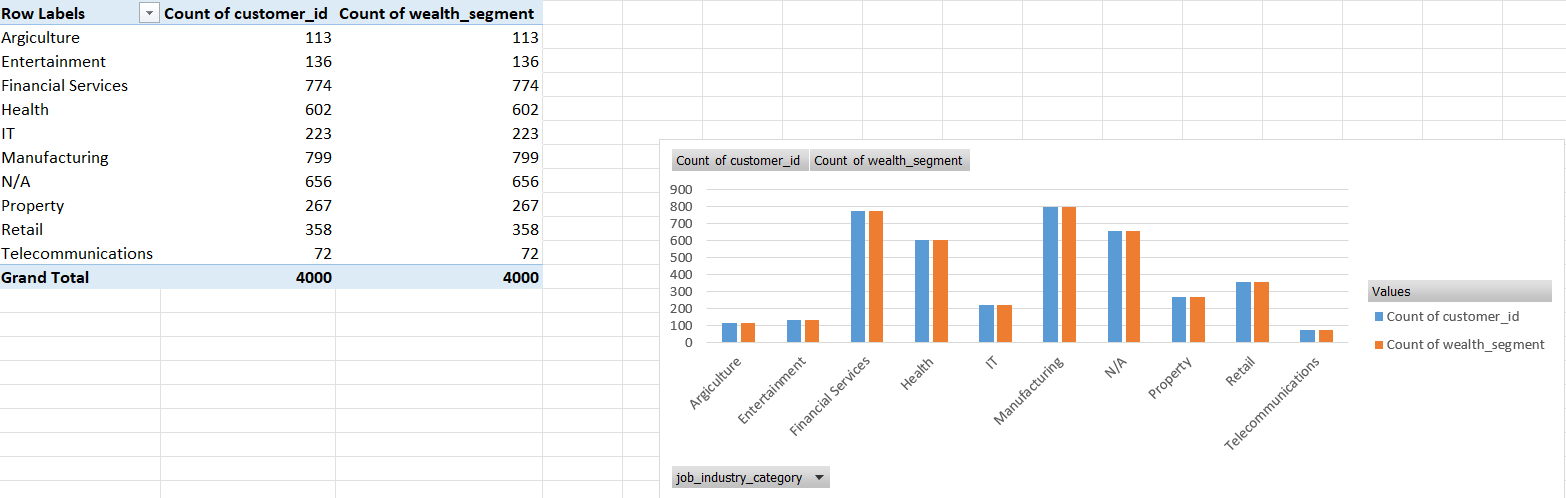 Row Labels Count of customer_id Count of wealth_segment
Argiculture 113 113
Entertainment 136 136
Financial Services 774 774
Health 602 602
IT 223 223
Manufacturing 799 799
N/A 656 656
Property 267 267
Retail 358 358
Telecommunications 72 72
Grand Total 4000 4000
Count of customer_id Count of wealth_segment
900
800
700
600
500
400
300
200
100
0
Argiculture Entertainment Financial Services Health IT Manufacturing N/A Property Retail Telecommunications
Values
Count of customer_id
Count of wealth_segment
job_industry_category